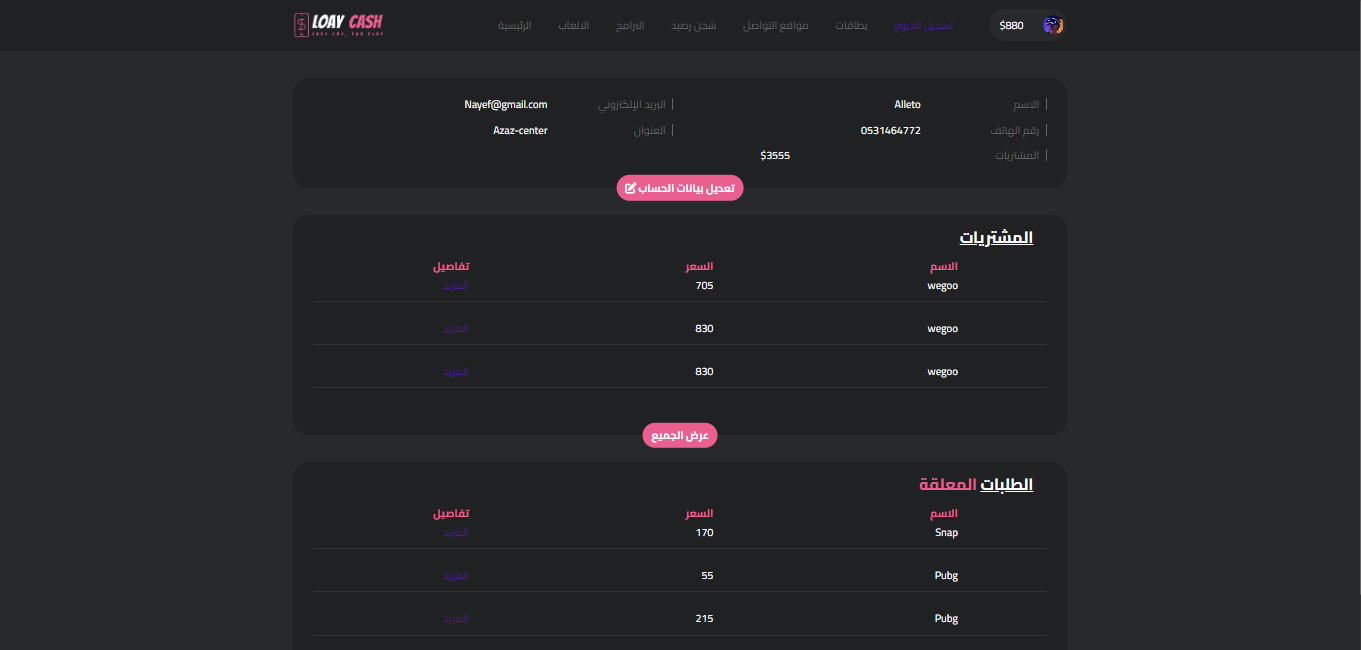 LOAY CASH
الرئيسية الالعاب البرامج شحن رصيد مواقع التواصل بطاقات تسجيل الخروج $880
الاسم Alleto البريد الإلكتروني Nayef@gmail.com
رقم الهاتف 0531464772 العنوان Azaz-center
المشتريات $3555
تعديل بيانات الحساب
المشتريات
الاسم السعر تفاصيل
wegoo 705 المزيد
wegoo 830 المزيد
wegoo 830 المزيد
عرض الجميع
الطلبات المعلقة
الاسم السعر تفاصيل
Snap 170 المزيد
Pubg 55 المزيد
Pubg 215 المزيد